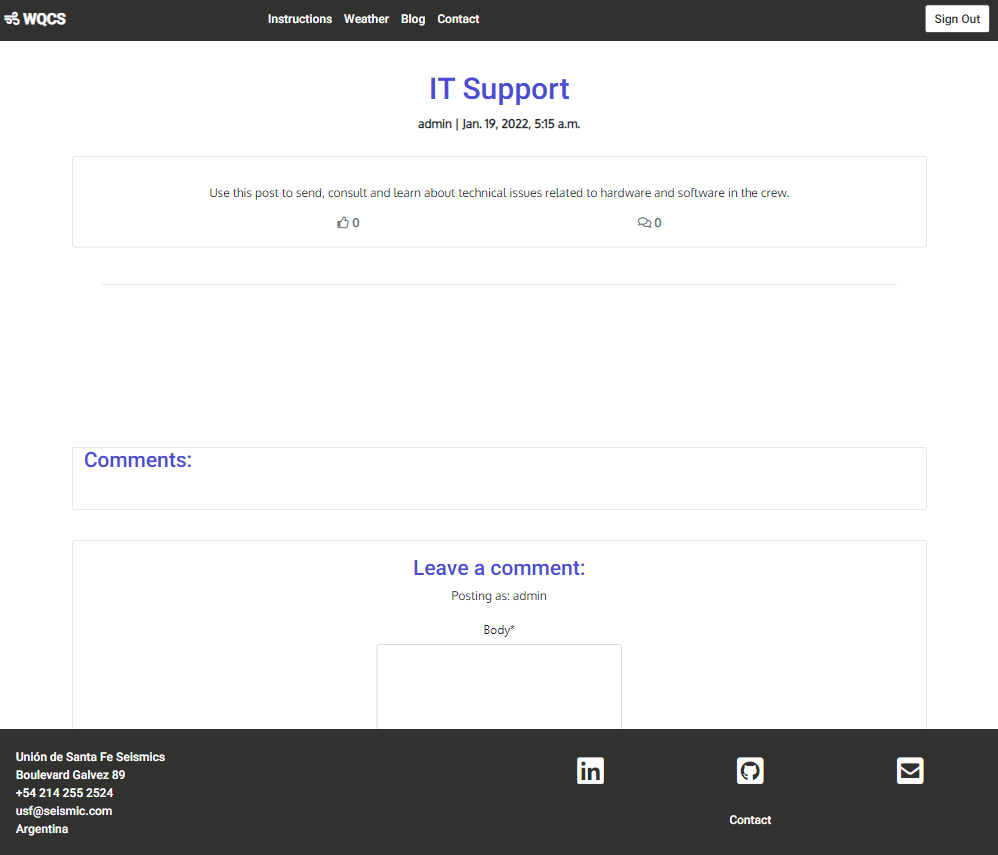 WQCS Instructions Weather Blog Contact Sign Out
IT Support
admin | Jan. 19, 2022, 5:15 a.m.
Use this post to send, consult and learn about technical issues related to hardware and software in the crew.
0 0
Comments:
Leave a comment:
Posting as: admin
Body*
Unión de Santa Fe Seismics
Boulevard Galvez 89
+54 214 255 2524
usf@seismic.com
Argentina
in
Contact